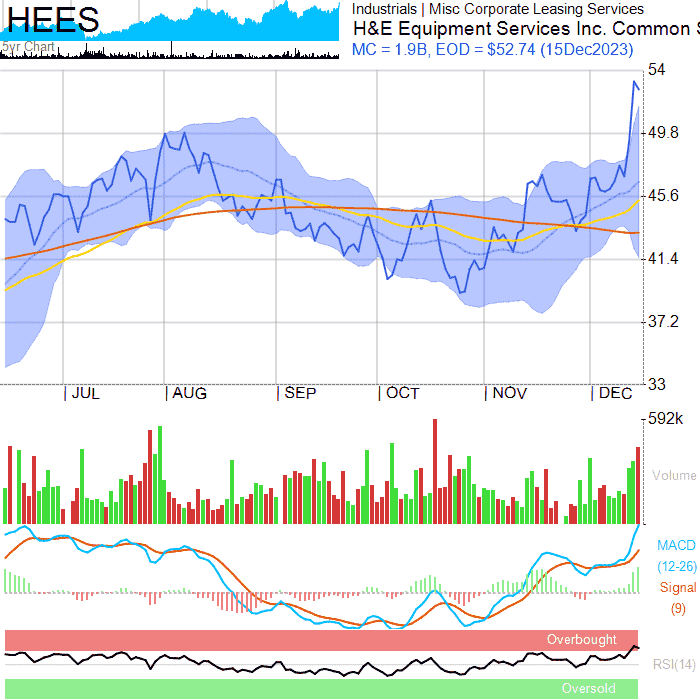 HEES
5yr Chart
Industrials | Misc Corporate Leasing Services
H&E Equipment Services Inc. Common S
MC = 1.9B, EOD = $52.74 (15Dec2023)
54
49.8
45.6
41.4
37.2
33
| JUL | AUG | SEP | OCT | NOV | DEC
592k
Volume
MACD
(12-26)
Signal
(9)
Overbought
RSI(14)
Oversold